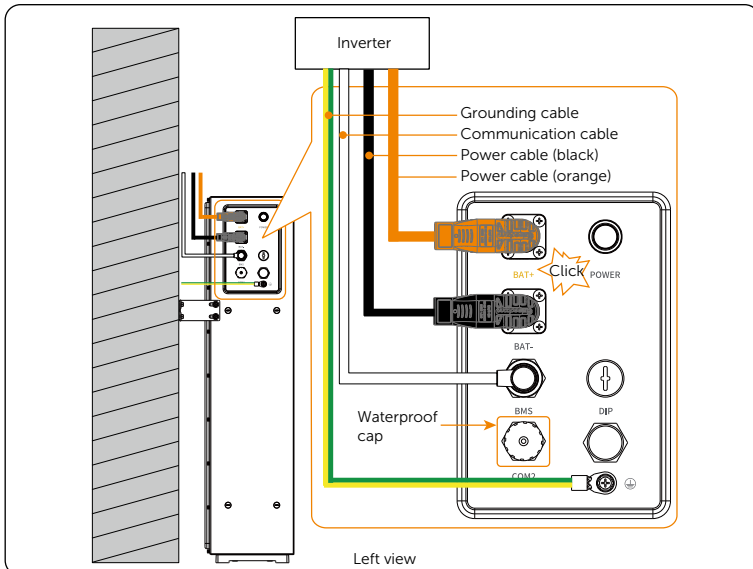 Inverter
Grounding cable
Communication cable
Power cable (black)
Power cable (orange)
BAT+
Click
POWER
BAT-
BMS
DIP
Waterproof
cap
COM2
Left view